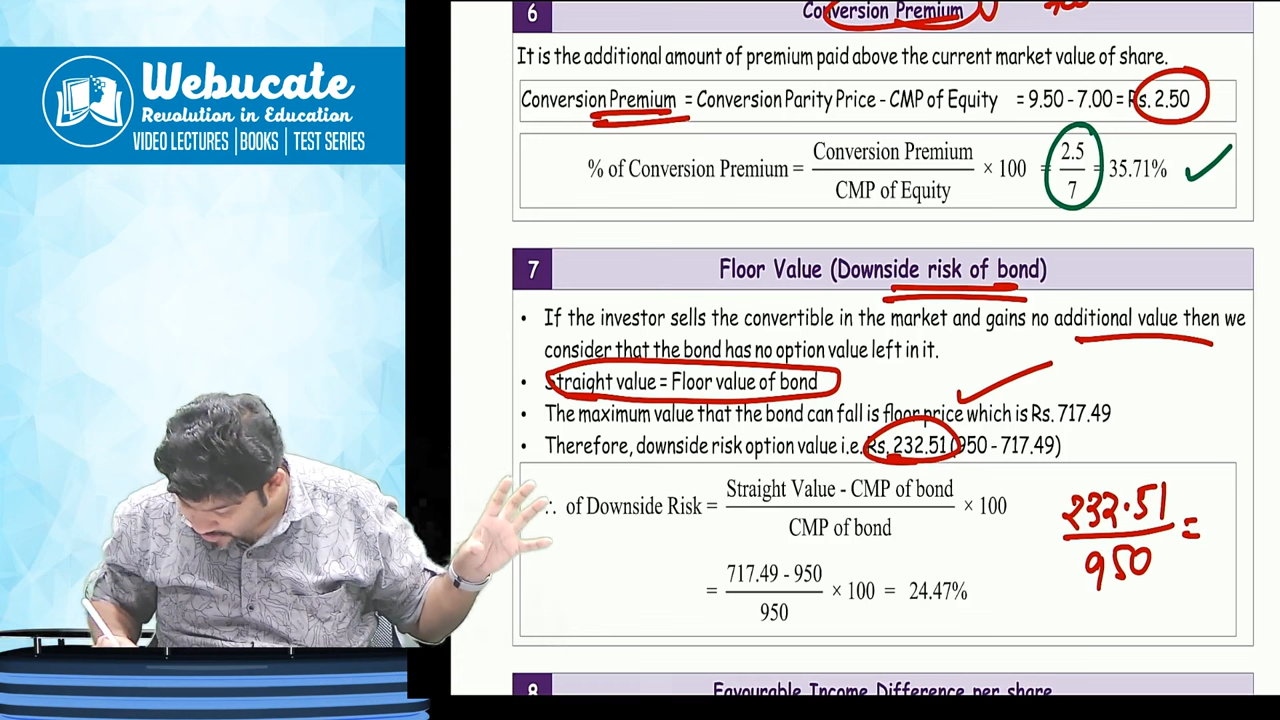 Webucate
Revolution in Education
VIDEO LECTURES | BOOKS | TEST SERIES
6 Conversion Premium
It is the additional amount of premium paid above the current market value of share.
Conversion Premium = Conversion Parity Price - CMP of Equity = 9.50 - 7.00 = Rs. 2.50
% of Conversion Premium = Conversion Premium / CMP of Equity × 100 = 2.5 / 7 = 35.71%
7 Floor Value (Downside risk of bond)
• If the investor sells the convertible in the market and gains no additional value then we
consider that the bond has no option value left in it.
• Straight value = Floor value of bond
• The maximum value that the bond can fall is floor price which is Rs. 717.49
• Therefore, downside risk option value i.e. Rs. 232.51 (950 - 717.49)
∴ of Downside Risk = Straight Value - CMP of bond / CMP of bond × 100
= 717.49 - 950 / 950 × 100 = 24.47%
232.51 / 950 =
8 Favourable Income Difference per share